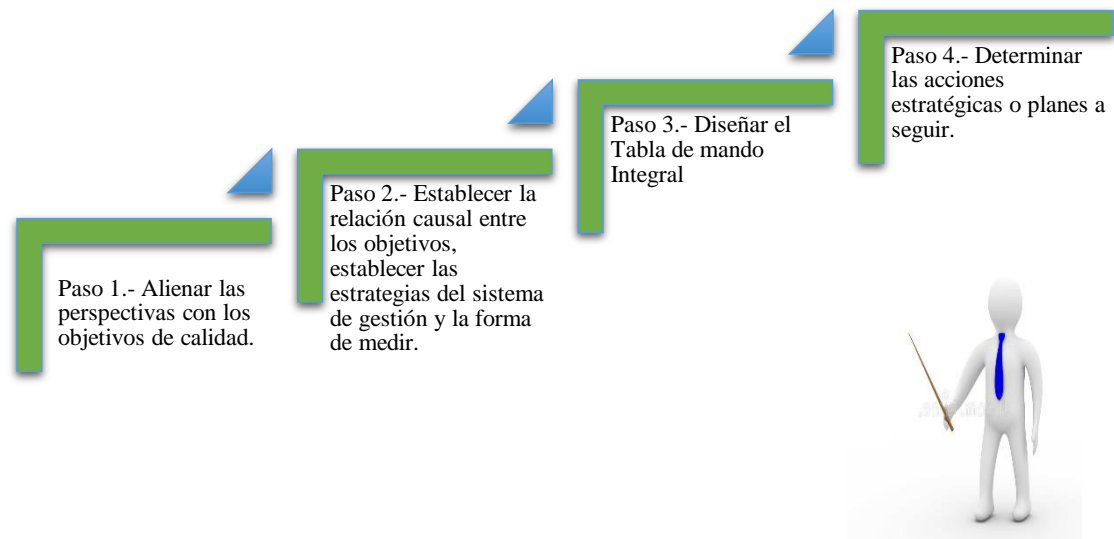 Paso 1.- Alienar las
perspectivas con los
objetivos de calidad.
Paso 2.- Establecer la
relación causal entre
los objetivos,
establecer las
estrategias del sistema
de gestión y la forma
de medir.
Paso 3.- Diseñar el
Tabla de mando
Integral
Paso 4.- Determinar
las acciones
estratégicas o planes a
seguir.